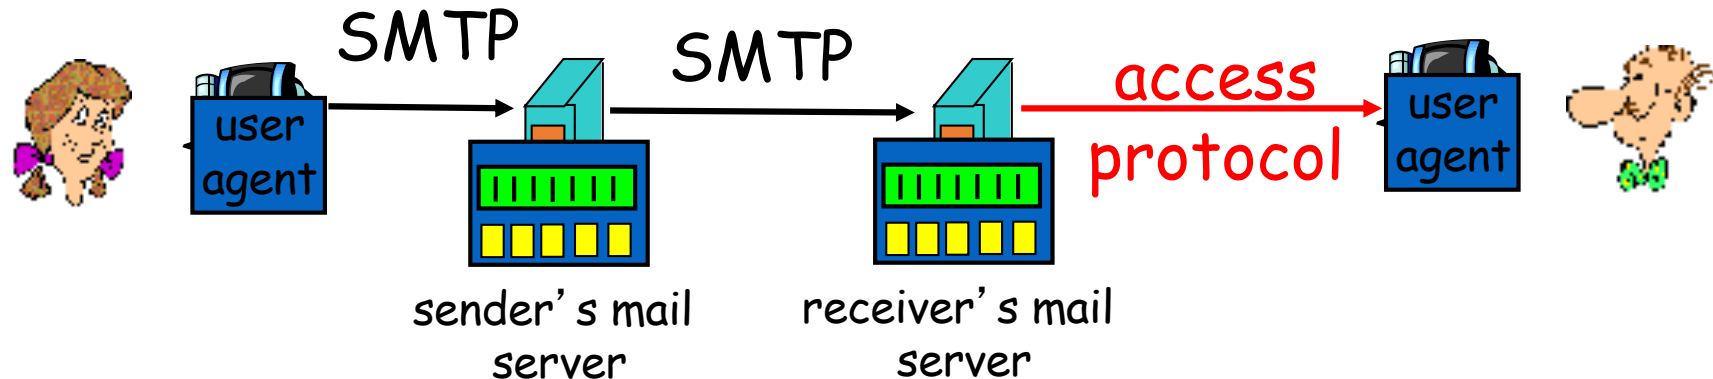 SMTP
SMTP
access
protocol
user
agent
user
agent
sender’s mail
server
receiver’s mail
server